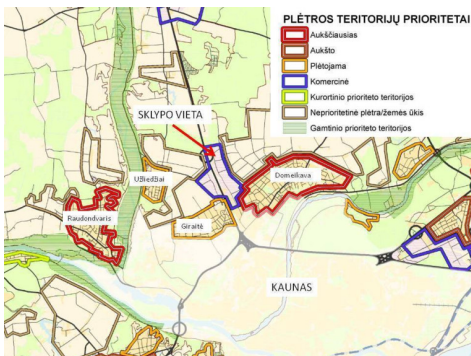 PLĖTROS TERITORIJŲ PRIORITETAI
Aukščiausias
Aukšto
Plėtojama
Komercinė
Kurortinio prioriteto teritorijos
Neprioritetinė plėtra/žemės ūkis
Gamtinio prioriteto teritorijos
SKLYPO VIETA
Domeikava
Užliedžiai
Raudondvaris
Giraitė
KAUNAS